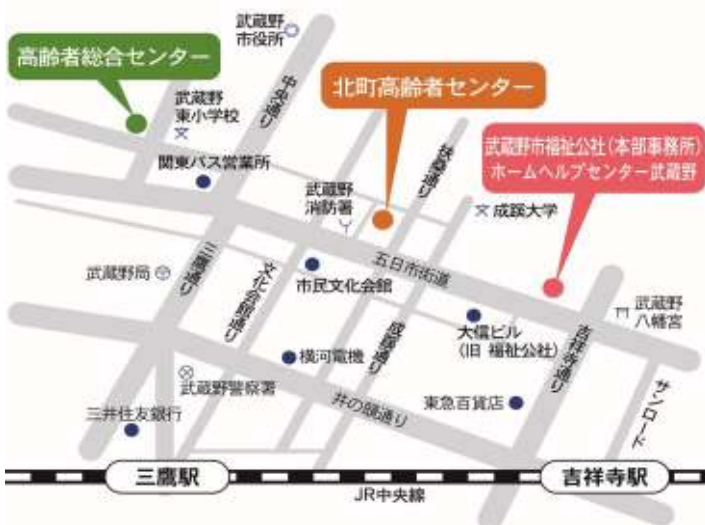 武蔵野
市役所
高齢者総合センター
中央通り
北町高齢者センター
武蔵野
東小学校
扶桑通り
武蔵野市福祉公社(本部事務所)
ホームヘルプセンター武蔵野
関東バス営業所
武蔵野
消防署
成蹊大学
三鷹通り
五日市街道
武蔵野局
文化会館通り
市民文化会館
武蔵野
八幡宮
大信ビル
(旧 福祉公社)
成蹊通り
吉祥寺通り
横河電機
武蔵野警察署
井の頭通り
東急百貨店
サンロード
三井住友銀行
三鷹駅
吉祥寺駅
JR中央線